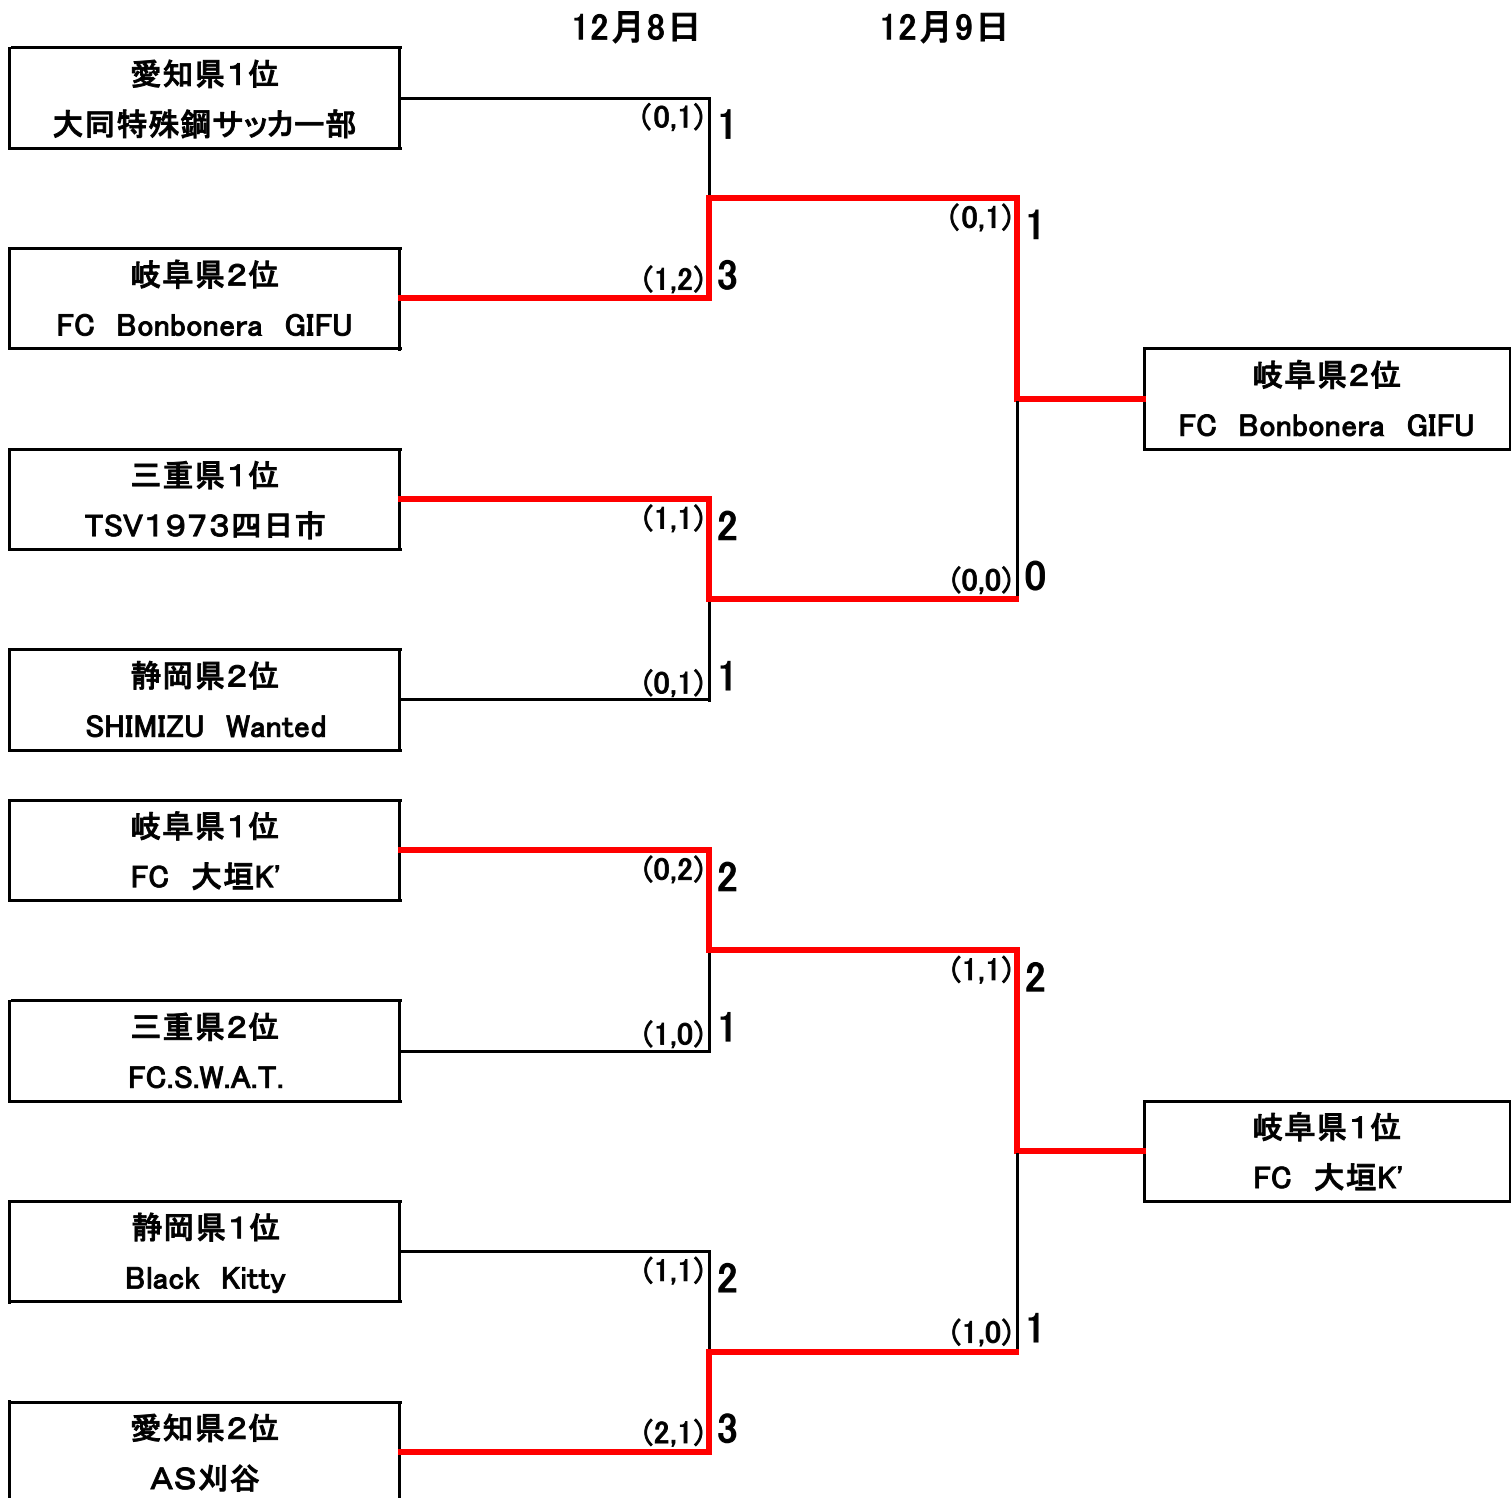 12月8日 12月9日
愛知県１位
大同特殊鋼サッカー部
(0,1) 1
(0,1) 1
岐阜県２位
FC Bonbonera GIFU
(1,2) 3
岐阜県２位
FC Bonbonera GIFU
三重県１位
TSV１９７３四日市
(1,1) 2
(0,0) 0
静岡県２位
SHIMIZU Wanted
(0,1) 1
岐阜県１位
FC 大垣K'
(0,2) 2
(1,1) 2
三重県２位
FC.S.W.A.T.
(1,0) 1
岐阜県１位
FC 大垣K'
静岡県１位
Black Kitty
(1,1) 2
(1,0) 1
愛知県２位
ＡＳ刈谷
(2,1) 3